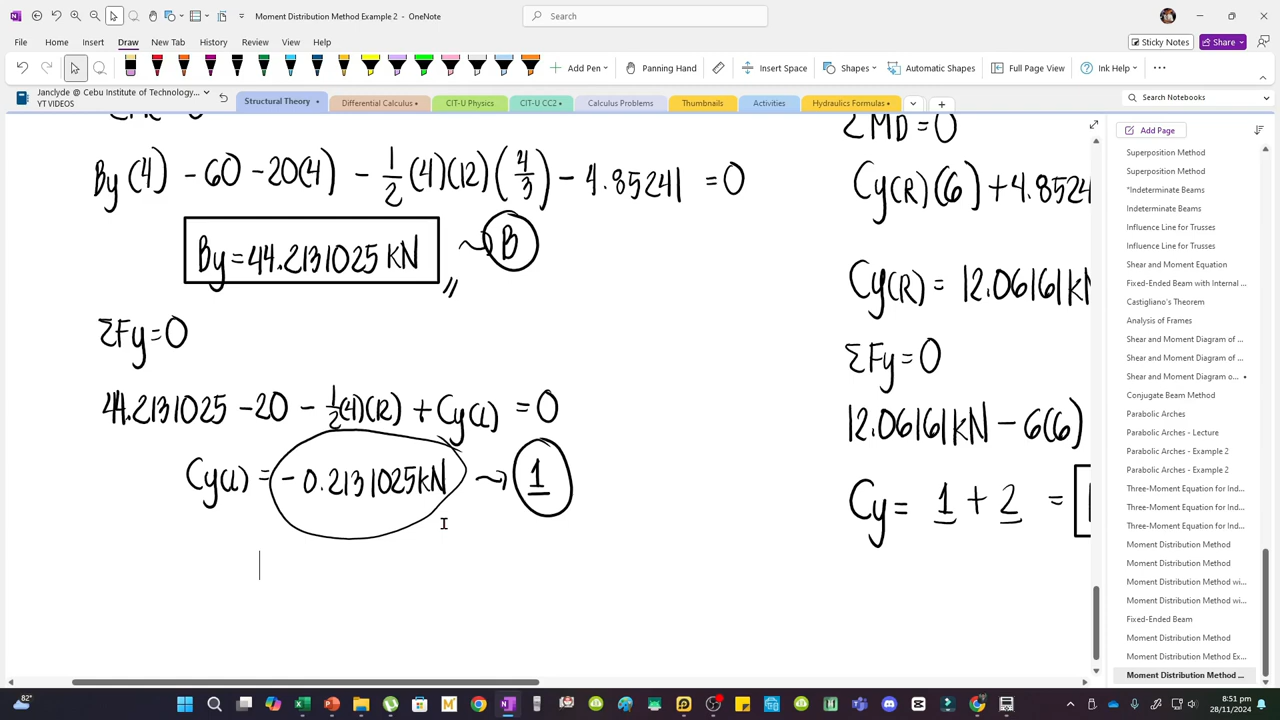 Moment Distribution Method Example 2 - OneNote
Search
File Home Insert Draw New Tab History Review View Help
Sticky Notes
Share
Add Pen
Panning Hand
Insert Space
Shapes
Automatic Shapes
Full Page View
Ink Help
Janclyde @ Cebu Institute of Technology...
YT VIDEOS
Structural Theory
Differential Calculus
CIT-U Physics
CIT-U CC2
Calculus Problems
Thumbnails
Activities
Hydraulics Formulas
Search Notebooks
By(4) - 60 - 20(4) - 1/2 (4)(12)(4/3) - 4.85241 = 0
By = 44.2131025 KN ~ B
ΣFy = 0
44.2131025 - 20 - 1/2(4)(12) + Cy(L) = 0
Cy(L) = - 0.2131025KN ~ 1
ΣMD = 0
Cy(R)(6) + 4.8524
Cy(R) = 12.06161K
ΣFy = 0
12.06161KN - 6(6)
Cy = 1 + 2 =
Add Page
Superposition Method
Superposition Method
*Indeterminate Beams
Indeterminate Beams
Influence Line for Trusses
Influence Line for Trusses
Shear and Moment Equation
Fixed-Ended Beam with Internal ...
Castigliano's Theorem
Analysis of Frames
Shear and Moment Diagram of ...
Shear and Moment Diagram of ...
Shear and Moment Diagram o...
Conjugate Beam Method
Parabolic Arches
Parabolic Arches - Lecture
Parabolic Arches - Example 2
Parabolic Arches - Example 2
Three-Moment Equation for Ind...
Three-Moment Equation for Ind...
Three-Moment Equation for Ind...
Moment Distribution Method
Moment Distribution Method
Moment Distribution Method wi...
Moment Distribution Method wi...
Fixed-Ended Beam
Moment Distribution Method
Moment Distribution Method Ex...
Moment Distribution Method ...
82°
8:51 pm
28/11/2024